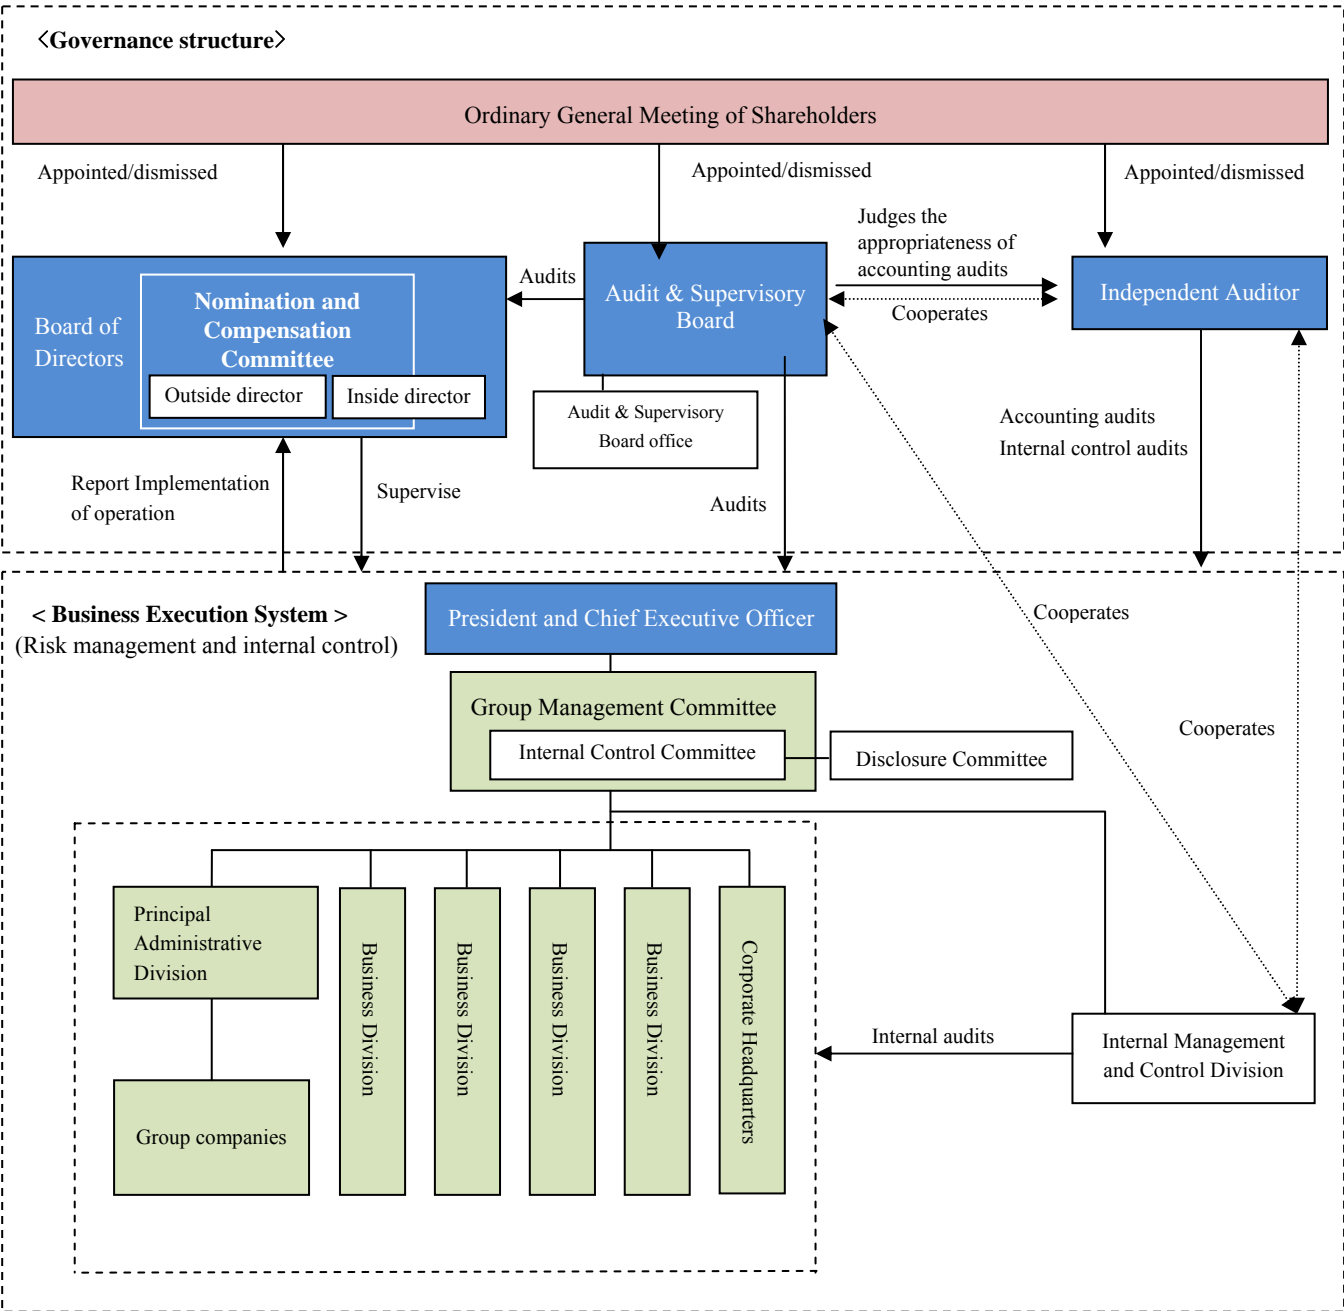 <Governance structure>
Ordinary General Meeting of Shareholders
Appointed/dismissed
Appointed/dismissed
Appointed/dismissed
Judges the
appropriateness of
accounting audits
Cooperates
Audits
Board of
Directors
Nomination and
Compensation
Committee
Outside director
Inside director
Audit & Supervisory
Board
Independent Auditor
Audit & Supervisory
Board office
Accounting audits
Internal control audits
Report Implementation
of operation
Supervise
Audits
< Business Execution System >
(Risk management and internal control)
President and Chief Executive Officer
Cooperates
Group Management Committee
Internal Control Committee
Disclosure Committee
Cooperates
Principal
Administrative
Division
Business Division
Business Division
Business Division
Business Division
Corporate Headquarters
Group companies
Internal audits
Internal Management
and Control Division